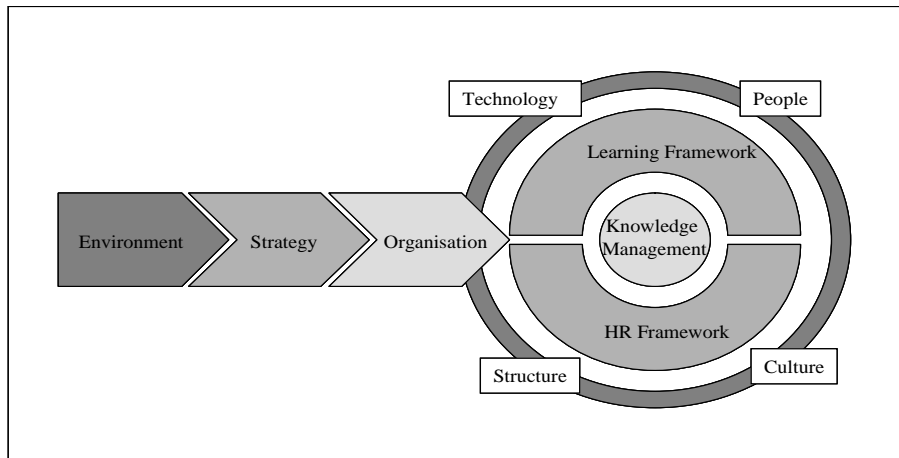 Technology
People
Learning Framework
Environment
Strategy
Organisation
Knowledge
Management
HR Framework
Structure
Culture